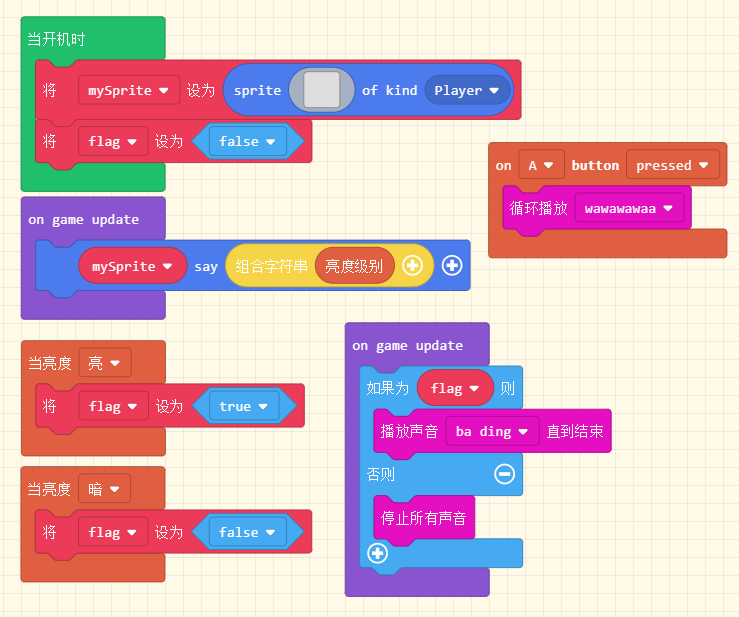 当开机时
将 mySprite 设为 sprite of kind Player
将 flag 设为 false
on A button pressed
循环播放 wawawawaa
on game update
mySprite say 组合字符串 亮度级别
当亮度 亮
将 flag 设为 true
当亮度 暗
将 flag 设为 false
on game update
如果为 flag 则
播放声音 ba ding 直到结束
否则
停止所有声音